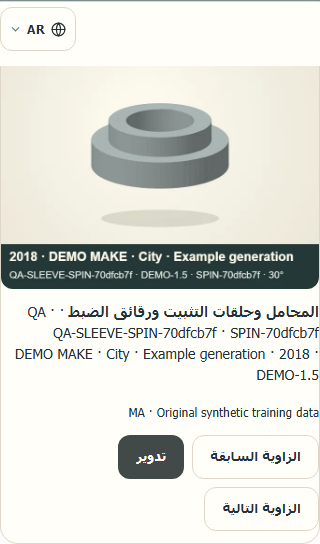 AR
2018 · DEMO MAKE · City · Example generation
QA-SLEEVE-SPIN-70dfcb7f · DEMO-1.5 · SPIN-70dfcb7f · 30°
المحامل وحلقات التثبيت ورقائق الضبط · · QA
QA-SLEEVE-SPIN-70dfcb7f · SPIN-70dfcb7f
DEMO MAKE · City · Example generation · 2018 ·
DEMO-1.5
MA · Original synthetic training data
الزاوية السابقة
تدوير
الزاوية التالية